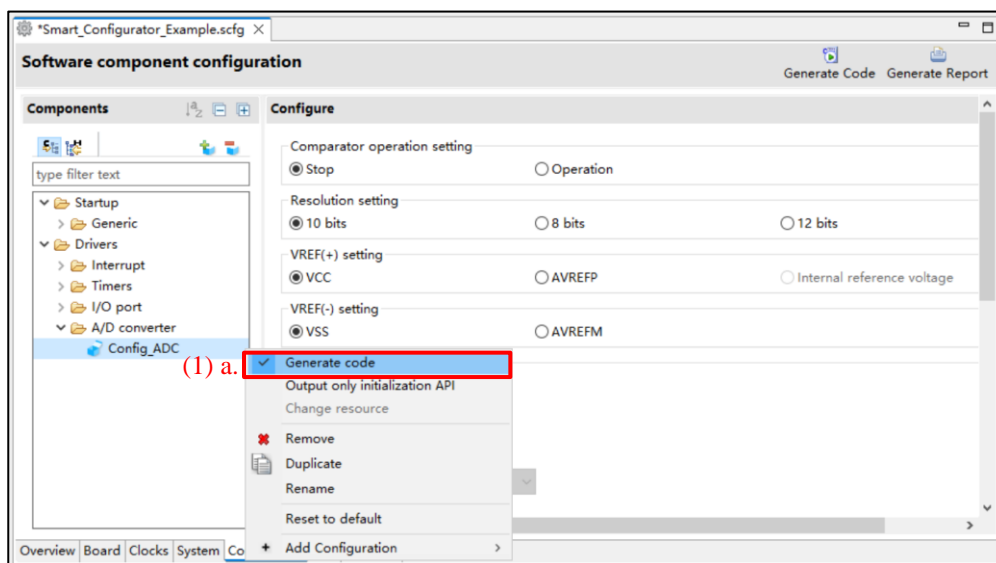 *Smart_Configurator_Example.scfg
Software component configuration
Generate Code Generate Report
Components
Configure
type filter text
Startup
Generic
Drivers
Interrupt
Timers
I/O port
A/D converter
Config_ADC
Comparator operation setting
Stop Operation
Resolution setting
10 bits 8 bits 12 bits
VREF(+) setting
VCC AVREFP Internal reference voltage
VREF(-) setting
VSS AVREFM
(1) a.
Generate code
Output only initialization API
Change resource
Remove
Duplicate
Rename
Reset to default
Add Configuration
Overview Board Clocks System Co